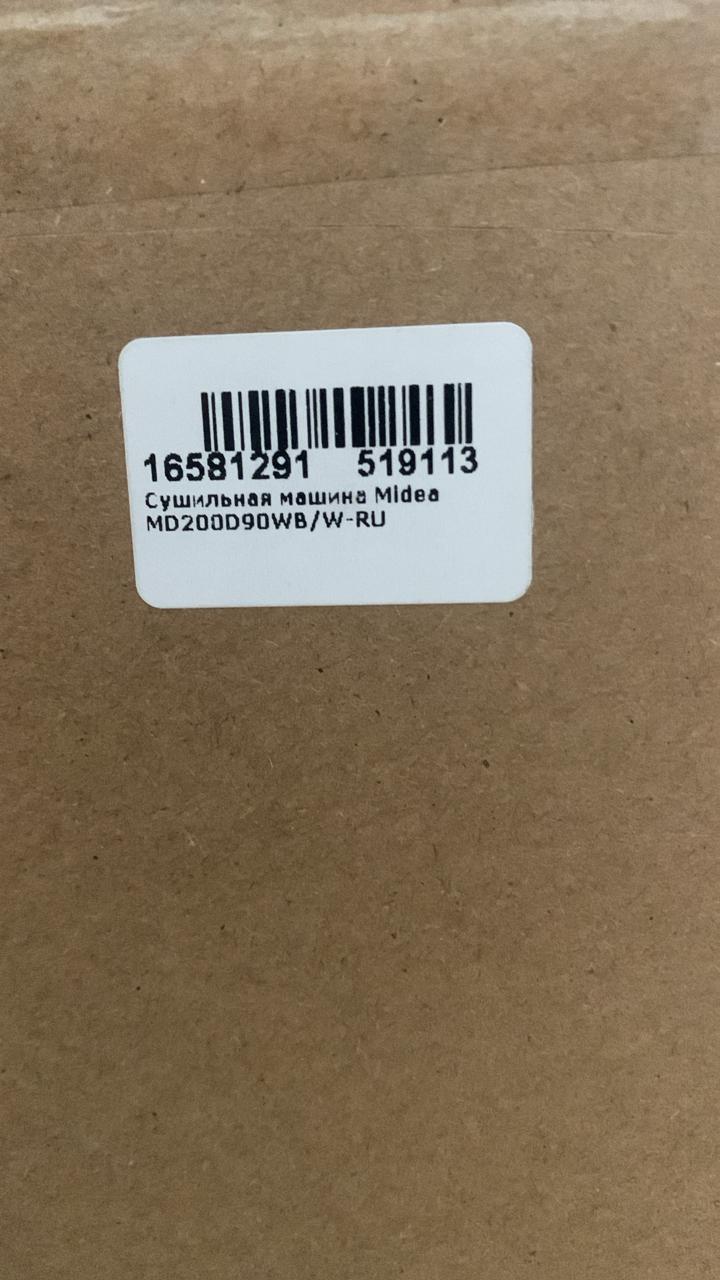 16581291 519113
Сушильная машина Midea
MD200D90WB/W-RU